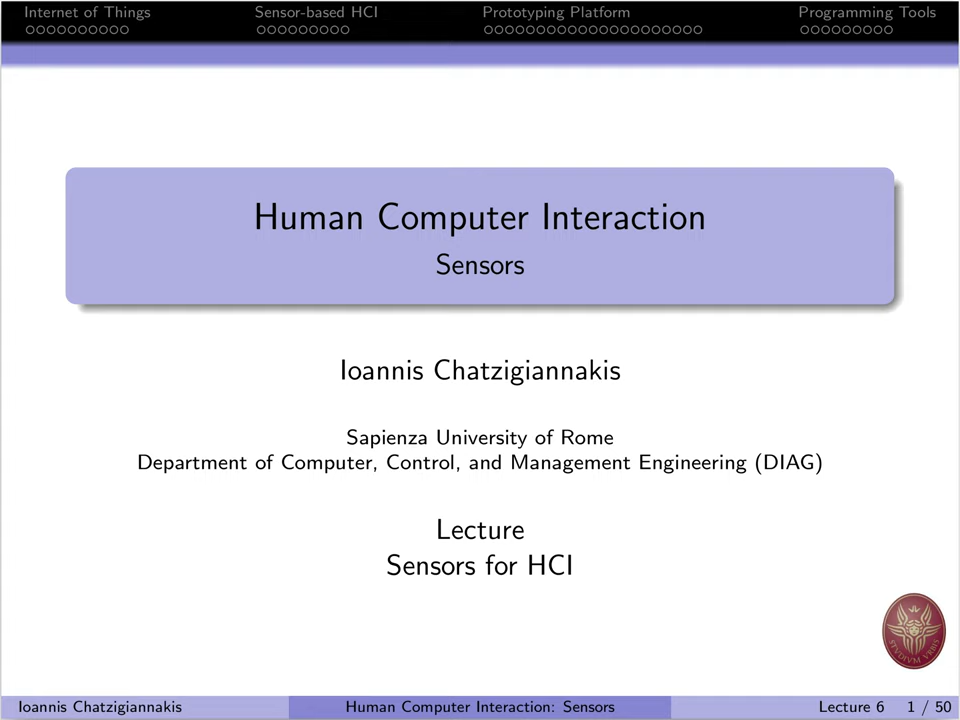 Internet of Things Sensor-based HCI Prototyping Platform Programming Tools
Human Computer Interaction
Sensors
Ioannis Chatzigiannakis
Sapienza University of Rome
Department of Computer, Control, and Management Engineering (DIAG)
Lecture
Sensors for HCI
STVDIVM VRBIS
Ioannis Chatzigiannakis Human Computer Interaction: Sensors Lecture 6 1 / 50